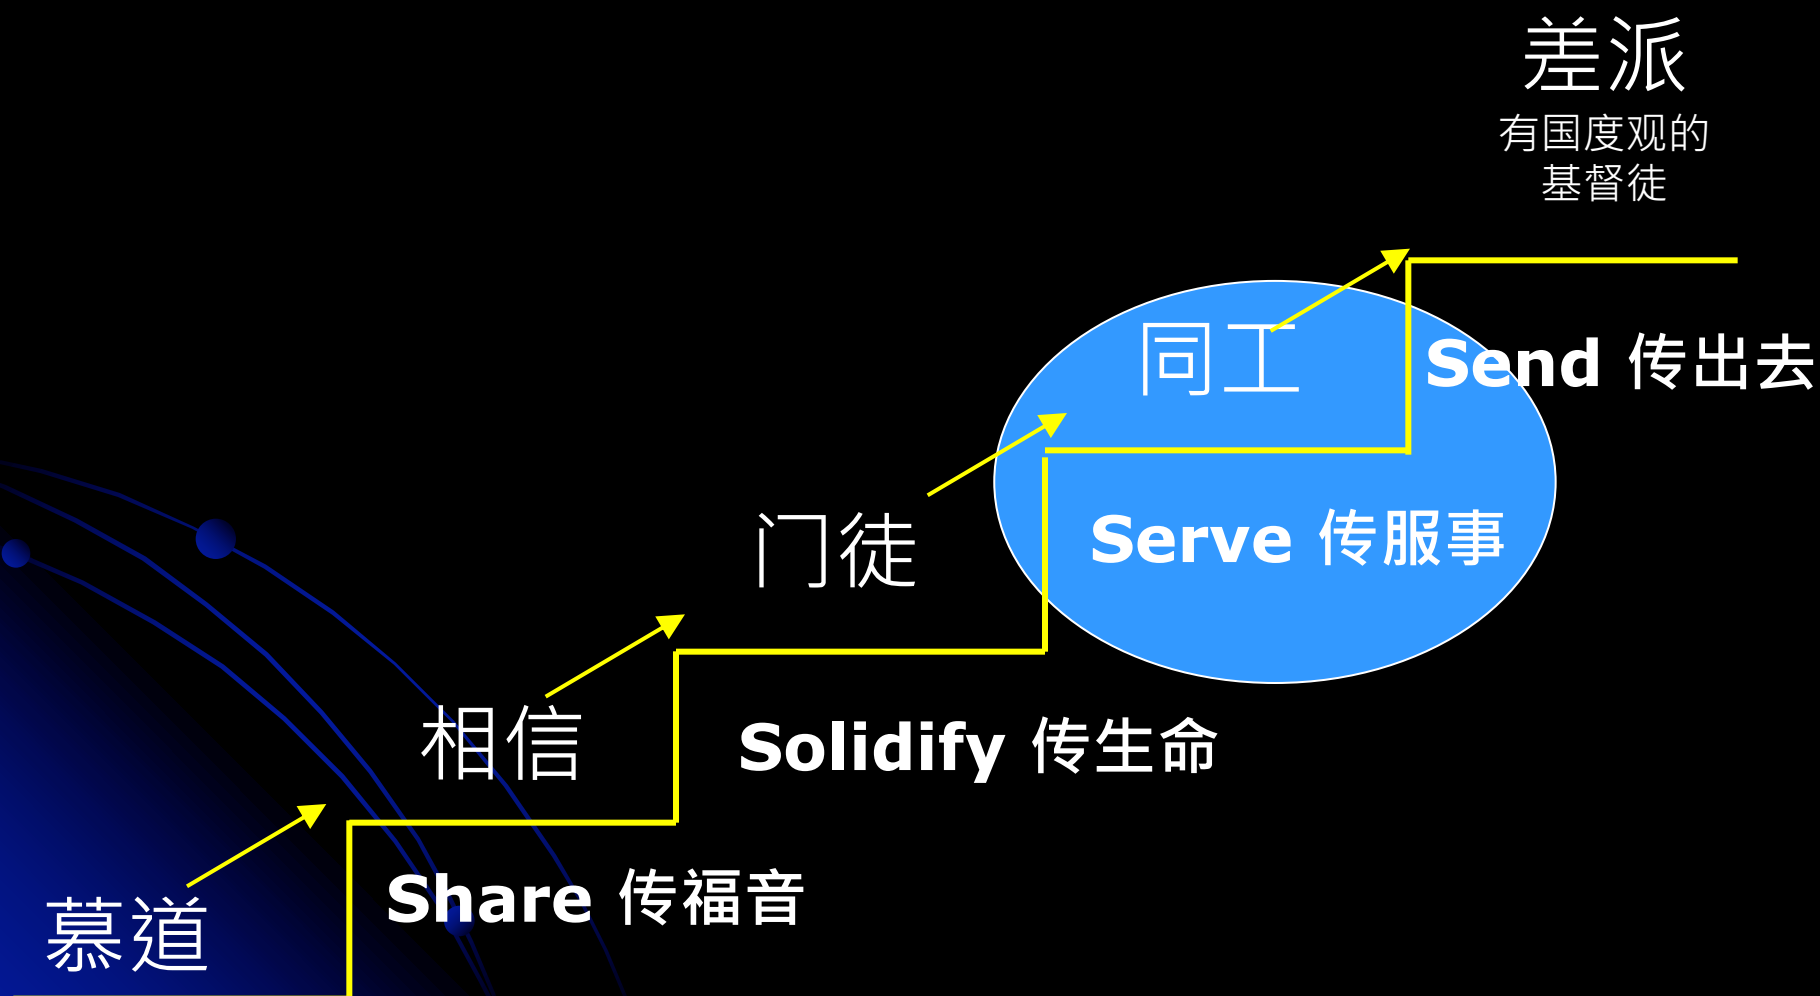 差派
有国度观的
基督徒
同工
Send 传出去
门徒
Serve 传服事
相信
Solidify 传生命
慕道
Share 传福音